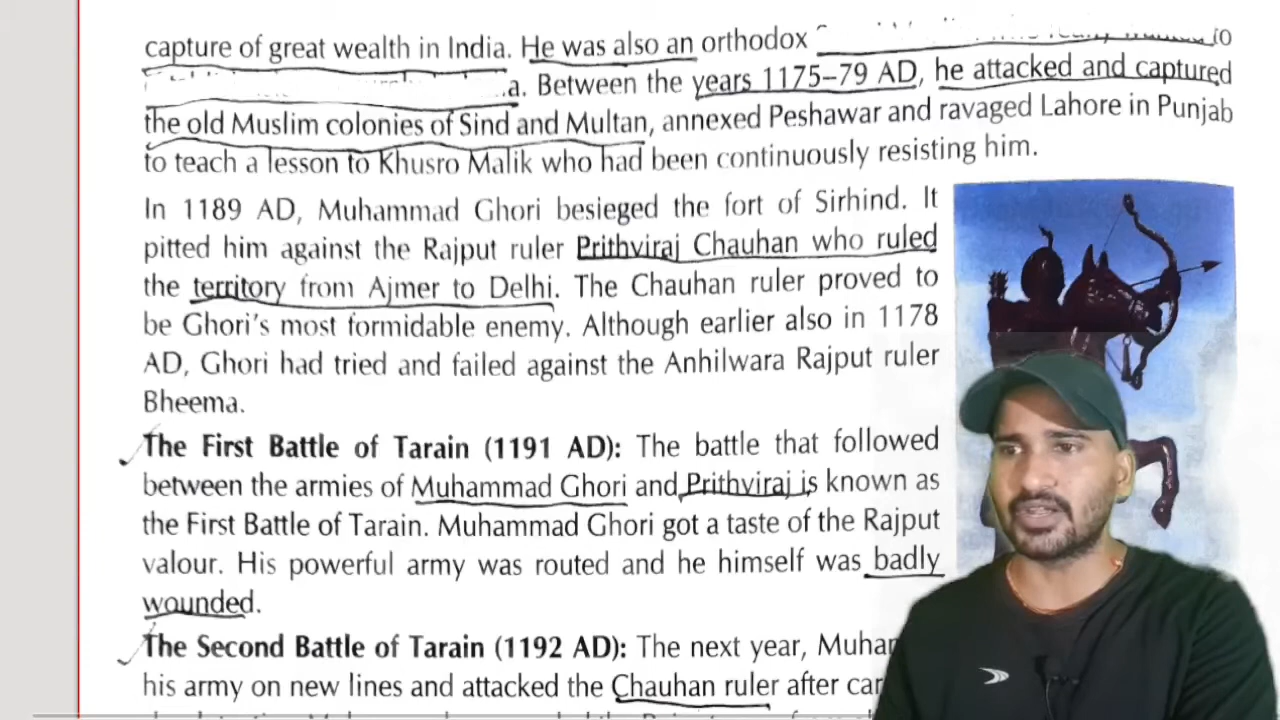 capture of great wealth in India. He was also an orthodox to
a. Between the years 1175–79 AD, he attacked and captured
the old Muslim colonies of Sind and Multan, annexed Peshawar and ravaged Lahore in Punjab
to teach a lesson to Khusro Malik who had been continuously resisting him.
In 1189 AD, Muhammad Ghori besieged the fort of Sirhind. It
pitted him against the Rajput ruler Prithviraj Chauhan who ruled
the territory from Ajmer to Delhi. The Chauhan ruler proved to
be Ghori's most formidable enemy. Although earlier also in 1178
AD, Ghori had tried and failed against the Anhilwara Rajput ruler
Bheema.
The First Battle of Tarain (1191 AD): The battle that followed
between the armies of Muhammad Ghori and Prithviraj is known as
the First Battle of Tarain. Muhammad Ghori got a taste of the Rajput
valour. His powerful army was routed and he himself was badly
wounded.
The Second Battle of Tarain (1192 AD): The next year,
his army on new lines and attacked the Chauhan ruler after